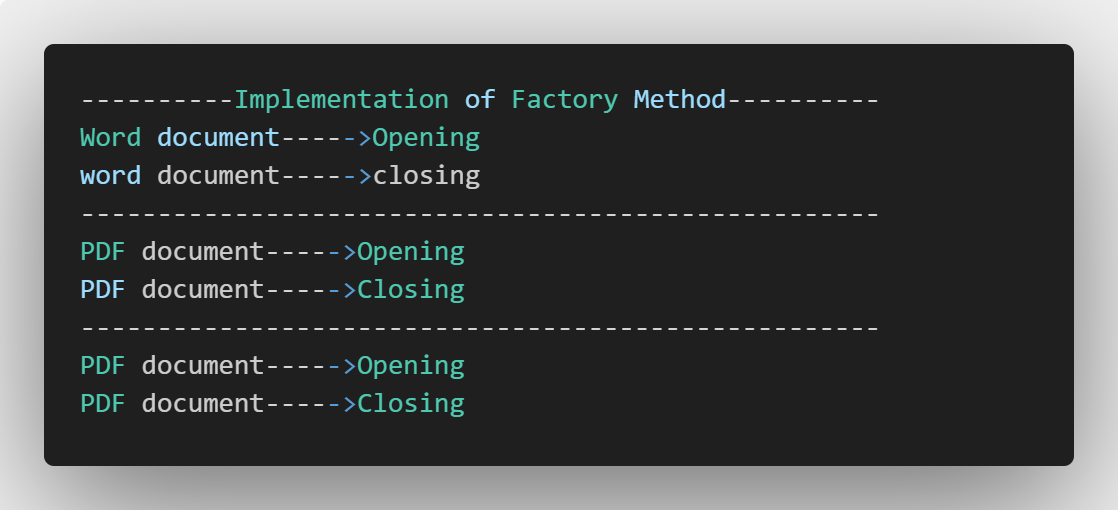 ----------Implementation of Factory Method----------
Word document----->Opening
word document----->closing
----------------------------------------------------
PDF document----->Opening
PDF document----->Closing
----------------------------------------------------
PDF document----->Opening
PDF document----->Closing